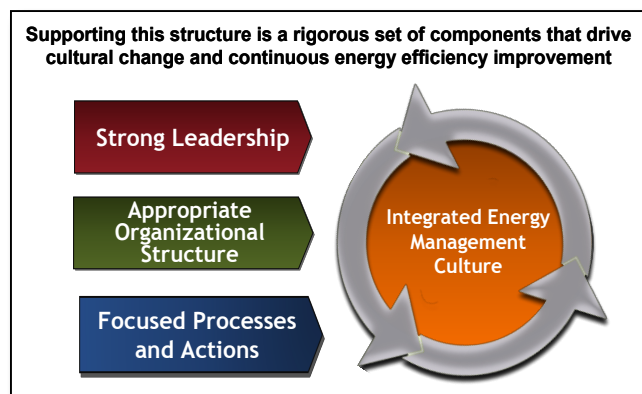 Supporting this structure is a rigorous set of components that drive
cultural change and continuous energy efficiency improvement
Strong Leadership
Appropriate
Organizational
Structure
Focused Processes
and Actions
Integrated Energy
Management
Culture